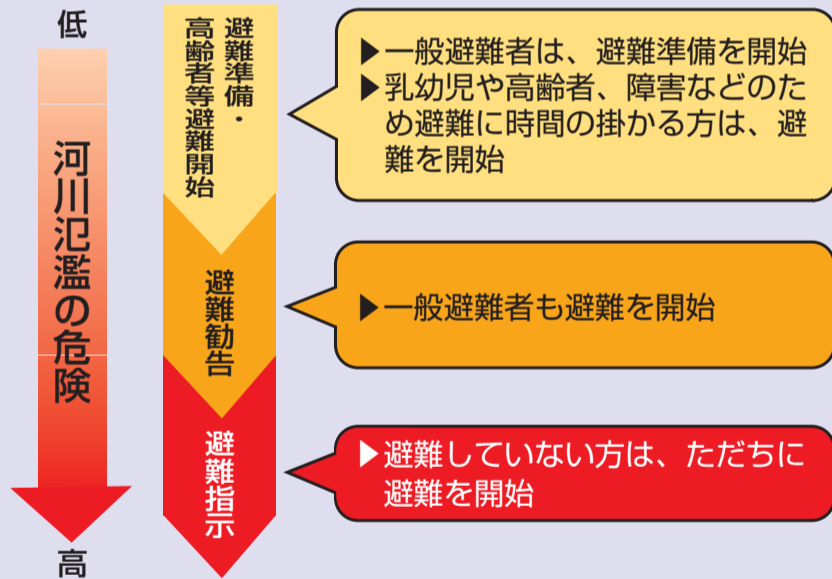 低
河川氾濫の危険
高
避難準備・
高齢者等避難開始
▶一般避難者は、避難準備を開始
▶乳幼児や高齢者、障害などのた
め避難に時間の掛かる方は、避
難を開始
避難勧告
▶一般避難者も避難を開始
避難指示
▶避難していない方は、ただちに
避難を開始